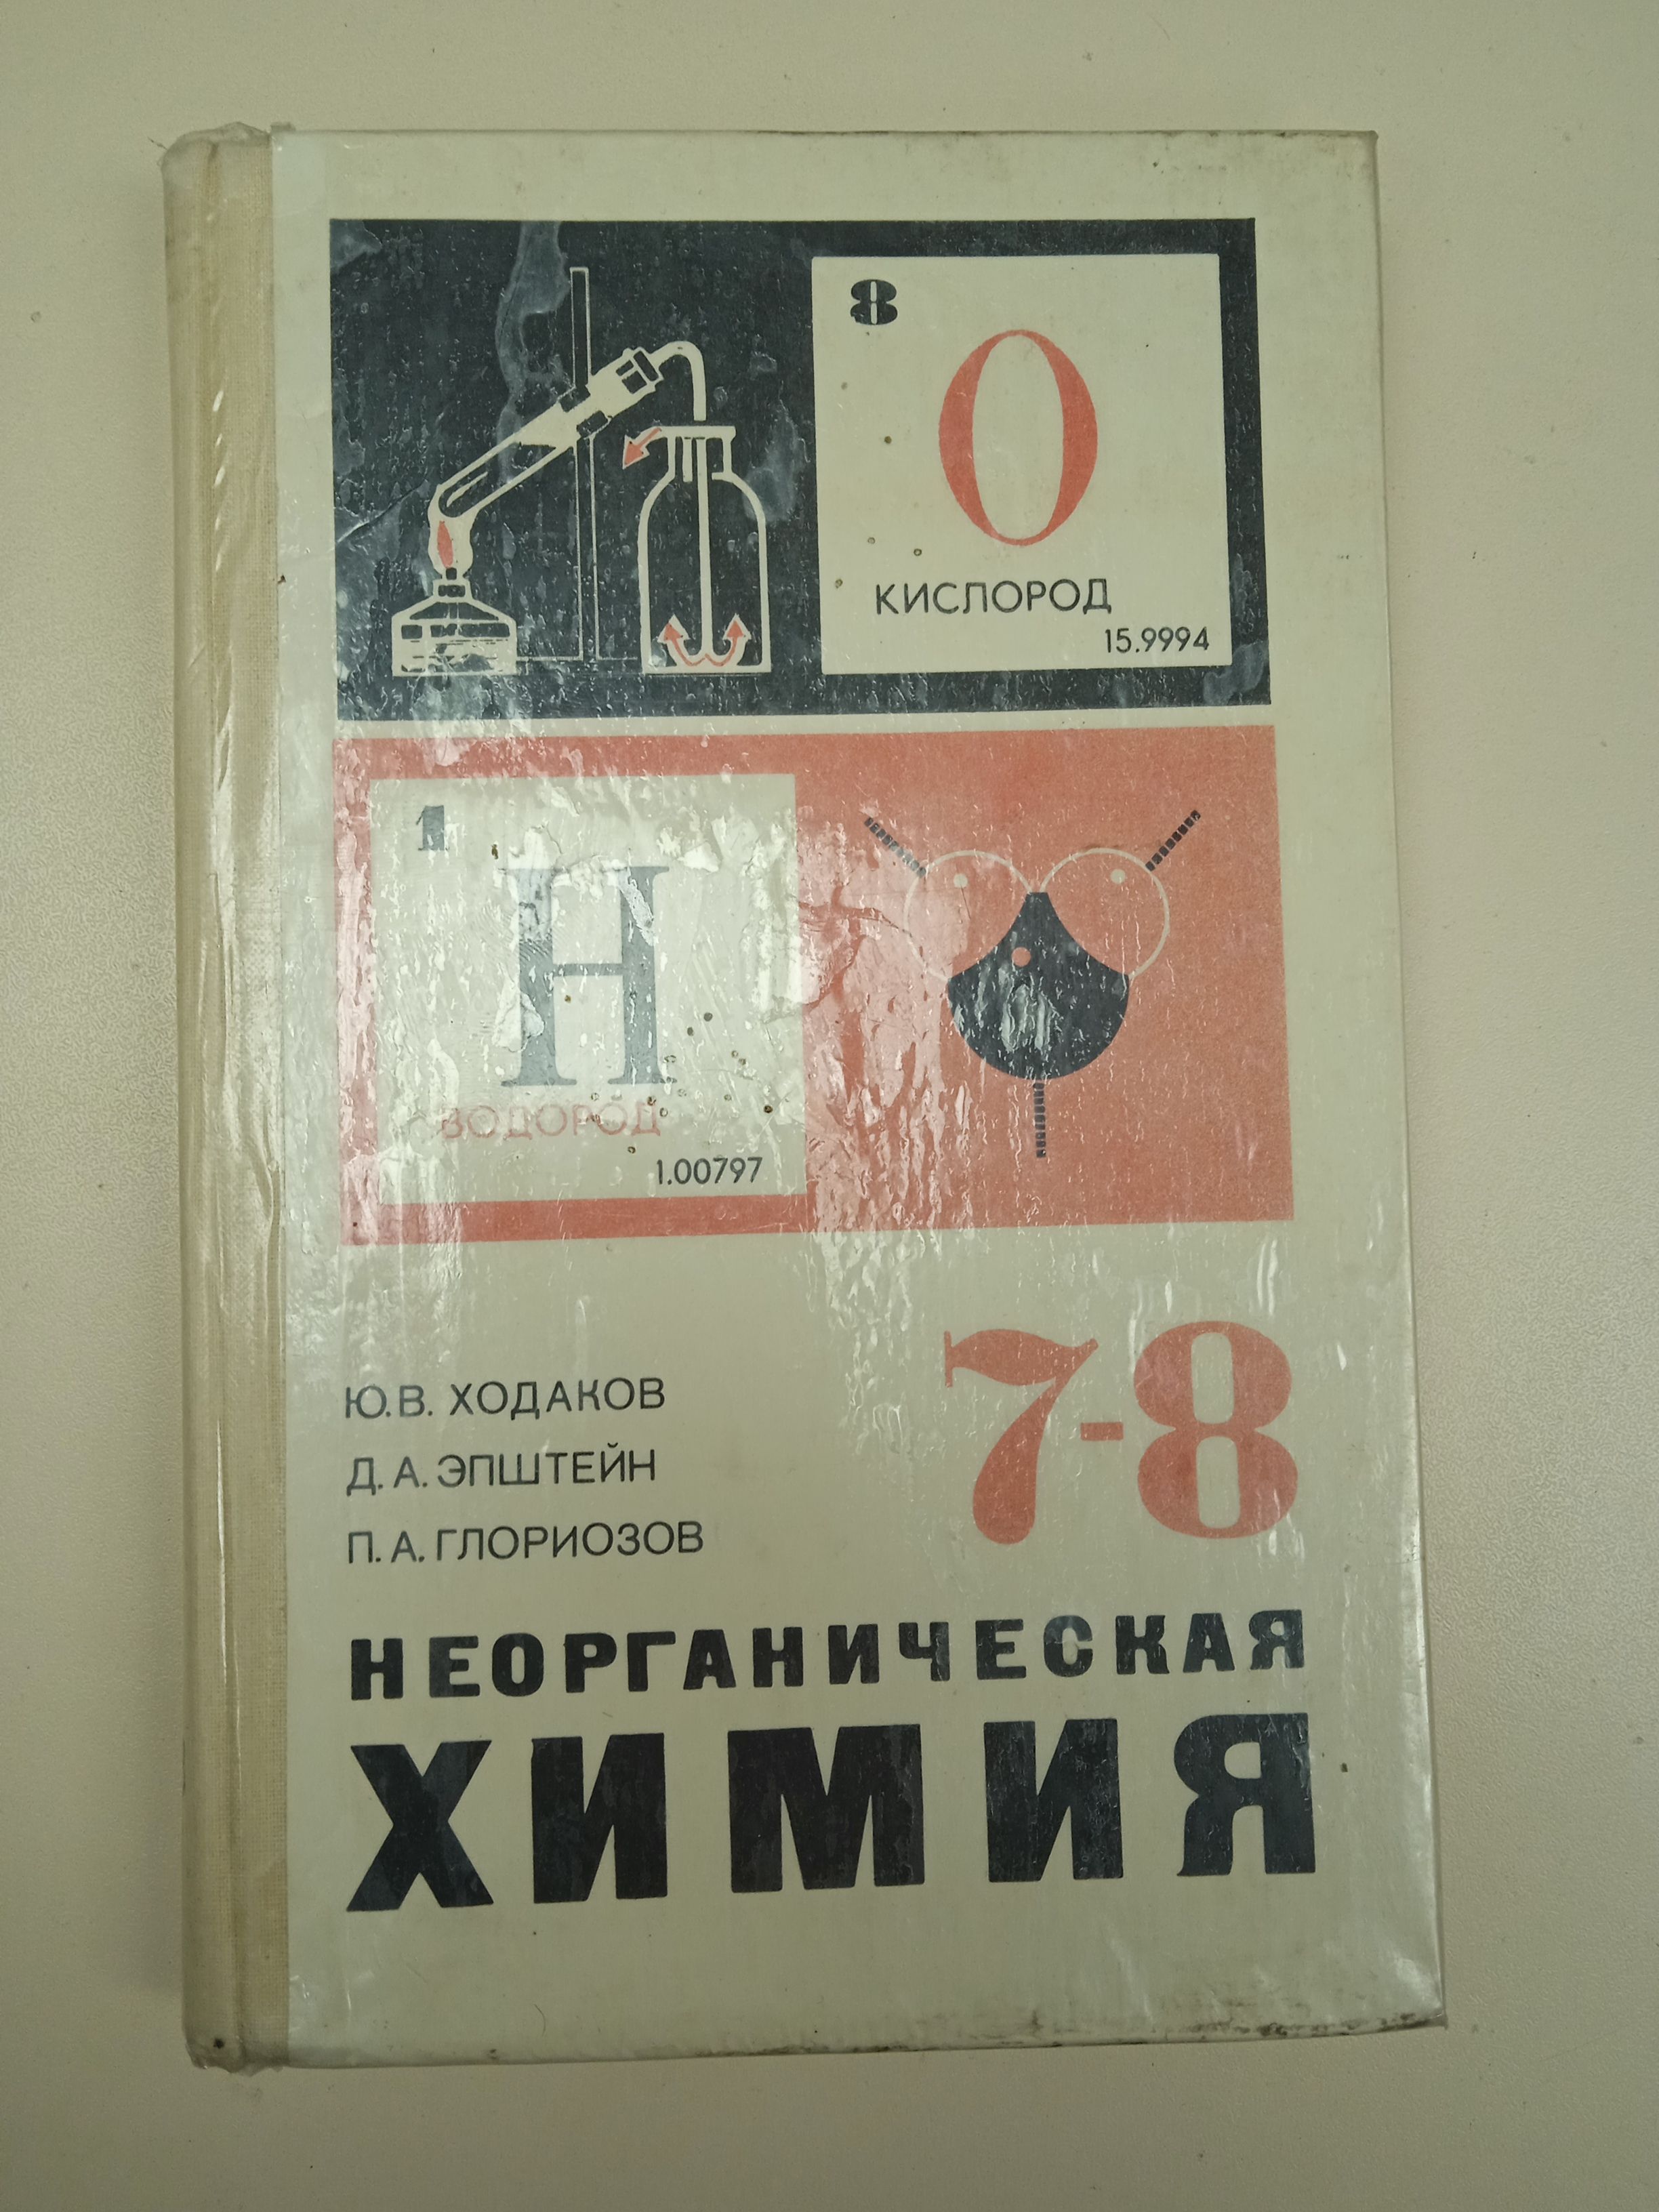 8
O
КИСЛОРОД
15.9994
1
H
ВОДОРОД
1.00797
7-8
Ю.В. ХОДАКОВ
Д. А. ЭПШТЕЙН
П. А. ГЛОРИОЗОВ
НЕОРГАНИЧЕСКАЯ
ХИМИЯ